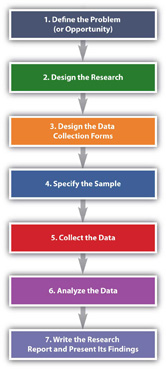 1. Define the Problem
(or Opportunity)
2. Design the Research
3. Design the Data
Collection Forms
4. Specify the Sample
5. Collect the Data
6. Analyze the Data
7. Write the Research
Report and Present Its Findings